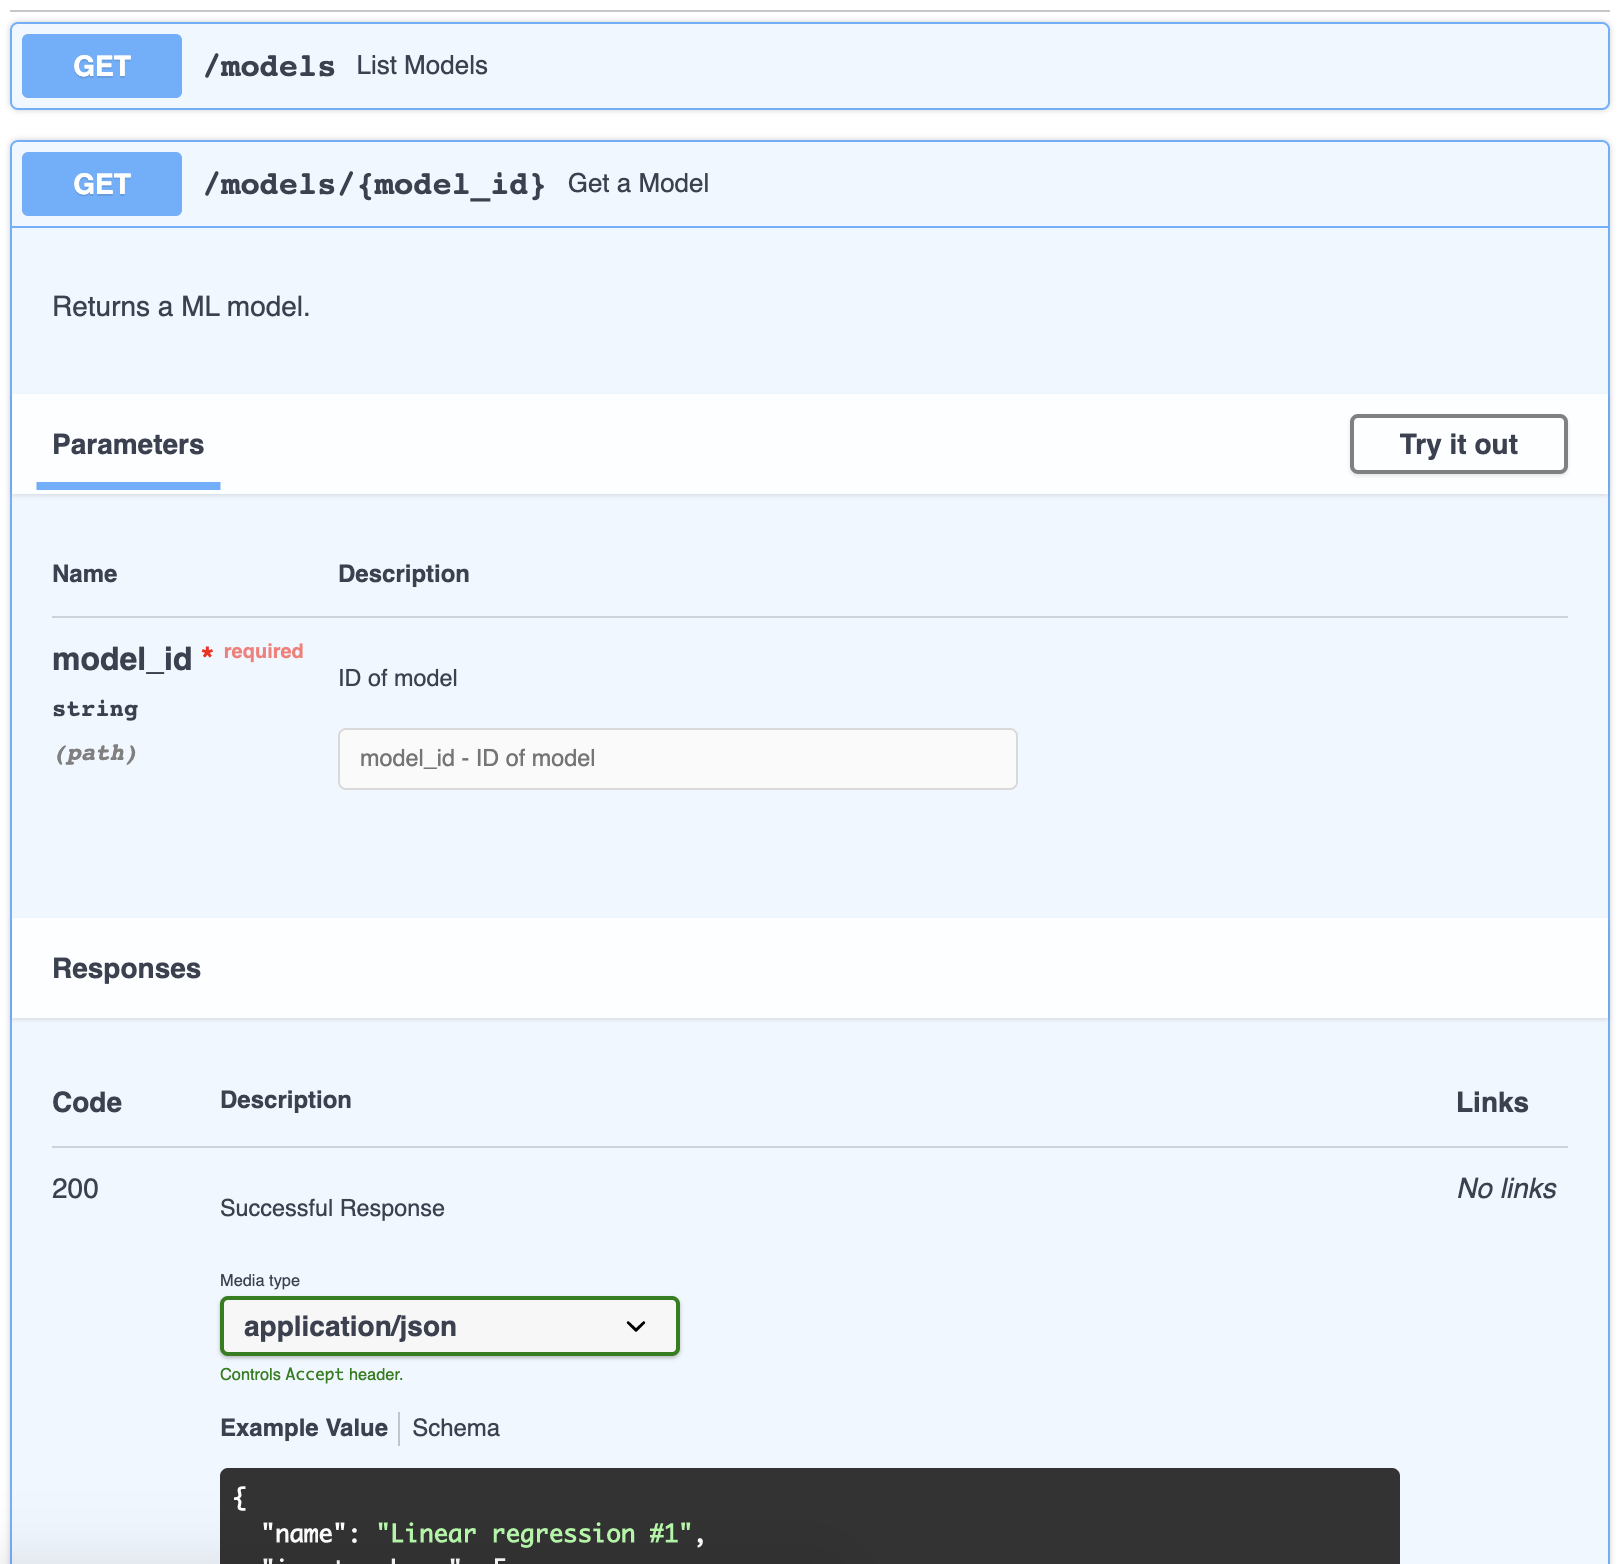 GET /models List Models
GET /models/{model_id} Get a Model
Returns a ML model.
Parameters Try it out
Name Description
model_id * required
ID of model
string
(path)
model_id - ID of model
Responses
Code Description Links
200 Successful Response No links
Media type
application/json
Controls Accept header.
Example Value Schema
{
"name": "Linear regression #1",